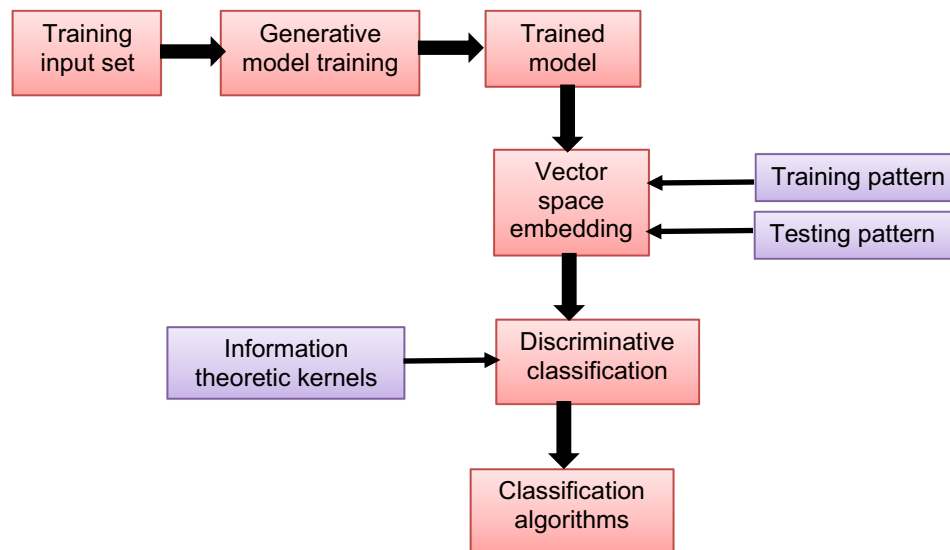 Training
input set
Generative
model training
Trained
model
Vector
space
embedding
Training pattern
Testing pattern
Information
theoretic kernels
Discriminative
classification
Classification
algorithms